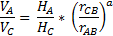 V_A/V_C = H_A/H_C * (r_CB/r_AB)^a